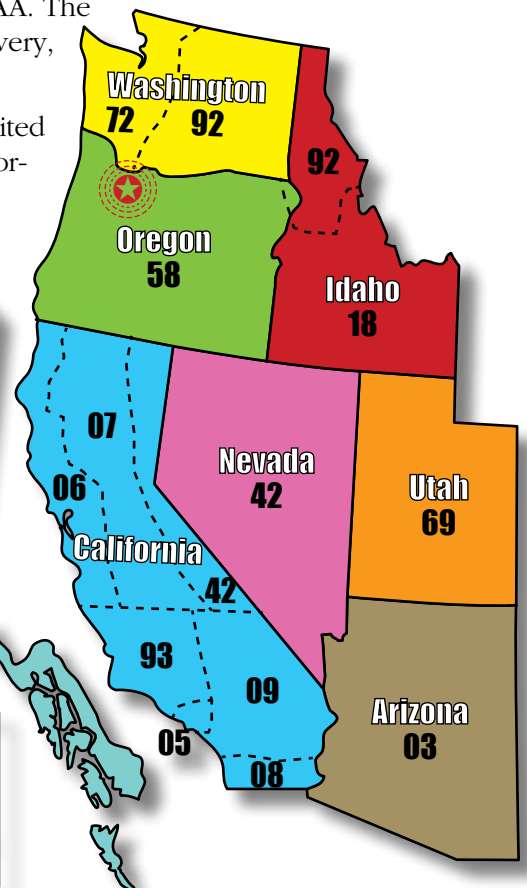 AA. The
very,
ited
or-
Washington
72 92
92
Oregon
58
Idaho
18
07
Nevada
42
06
Utah
69
California
42
93
09
Arizona
03
05
08